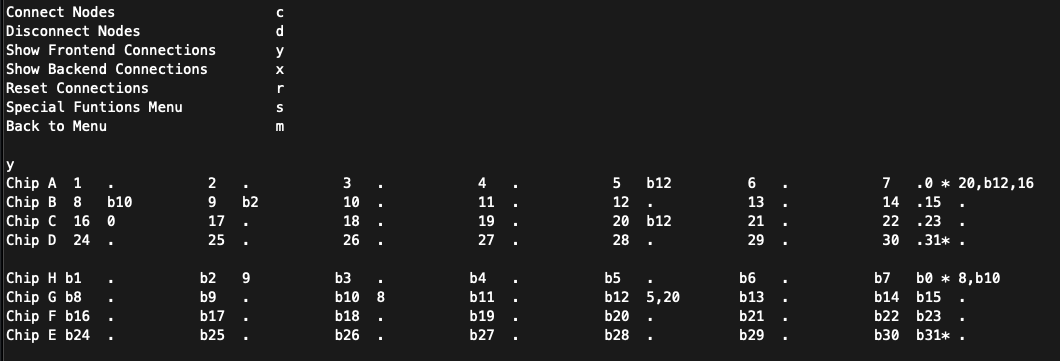 Connect Nodes                   c
Disconnect Nodes                d
Show Frontend Connections       y
Show Backend Connections        x
Reset Connections               r
Special Funtions Menu           s
Back to Menu                    m

y
Chip A  1   .           2   .           3   .           4   .           5   b12         6   .           7   .0 * 20,b12,16
Chip B  8   b10         9   b2          10  .           11  .           12  .           13  .           14  .15  .
Chip C  16  0           17  .           18  .           19  .           20  b12         21  .           22  .23  .
Chip D  24  .           25  .           26  .           27  .           28  .           29  .           30  .31* .

Chip H b1   .          b2   9          b3   .          b4   .          b5   .          b6   .          b7   b0 * 8,b10
Chip G b8   .          b9   .          b10  8          b11  .          b12  5,20       b13  .          b14  b15  .
Chip F b16  .          b17  .          b18  .          b19  .          b20  .          b21  .          b22  b23  .
Chip E b24  .          b25  .          b26  .          b27  .          b28  .          b29  .          b30  b31* .